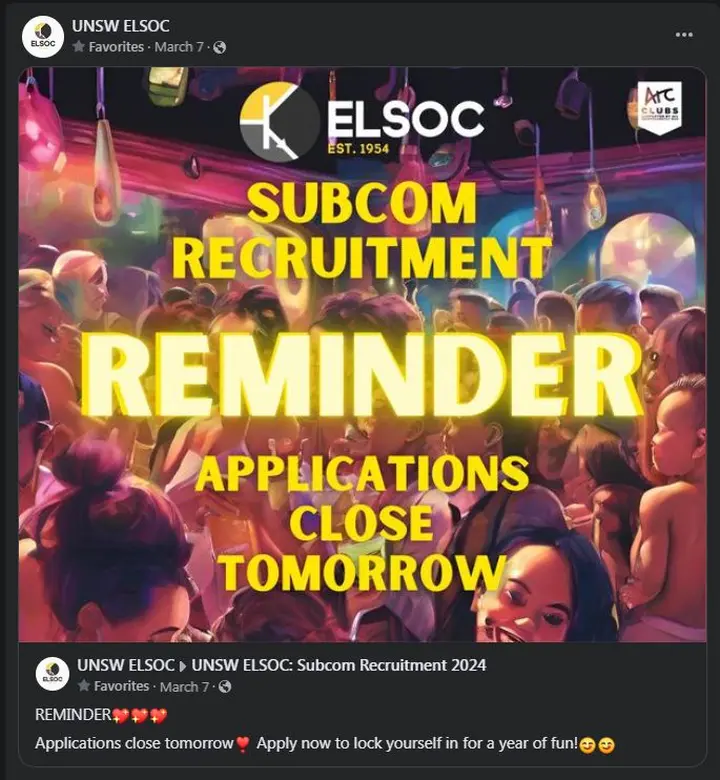 UNSW ELSOC
Favorites · March 7 ·
ELSOC
ELSOC
EST. 1954
Arc
CLUBS
SUBCOM
RECRUITMENT
REMINDER
APPLICATIONS
CLOSE
TOMORROW
ELSOC
UNSW ELSOC ▸ UNSW ELSOC: Subcom Recruitment 2024
Favorites · March 7 ·
REMINDER💖💖💖
Applications close tomorrow❣️ Apply now to lock yourself in for a year of fun!😊😊